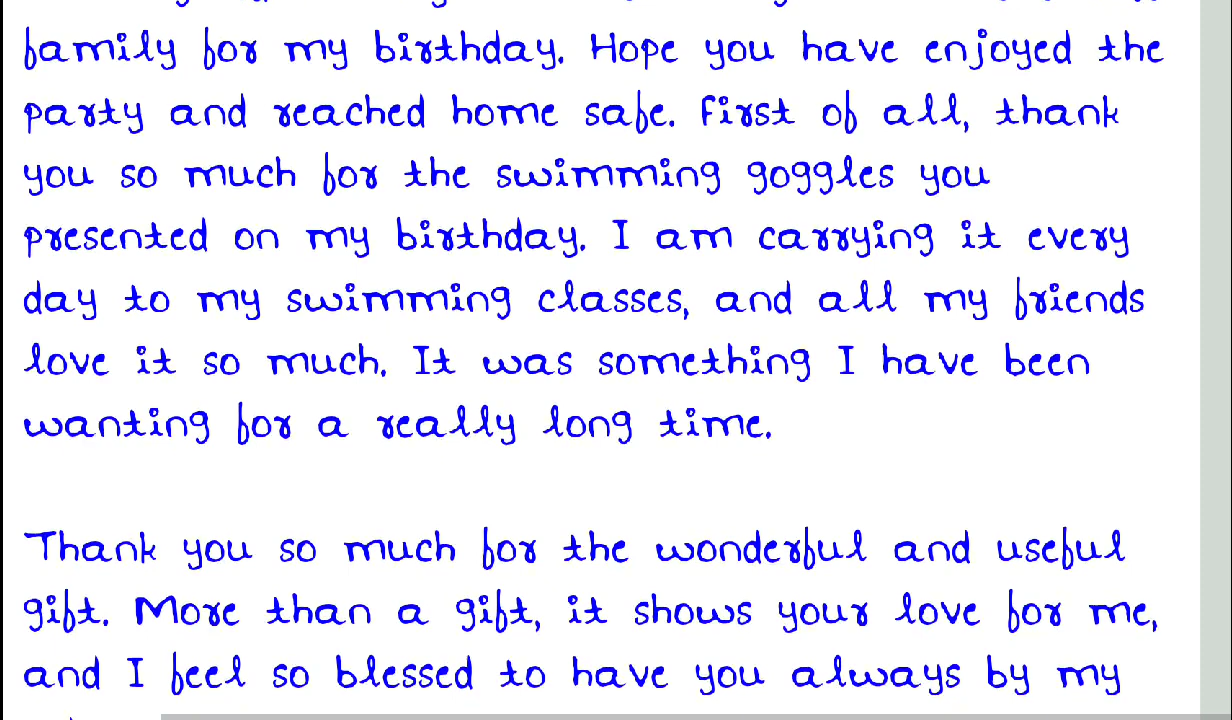 family for my birthday. Hope you have enjoyed the
party and reached home safe. First of all, thank
you so much for the swimming goggles you
presented on my birthday. I am carrying it every
day to my swimming classes, and all my friends
love it so much. It was something I have been
wanting for a really long time.
Thank you so much for the wonderful and useful
gift. More than a gift, it shows your love for me,
and I feel so blessed to have you always by my